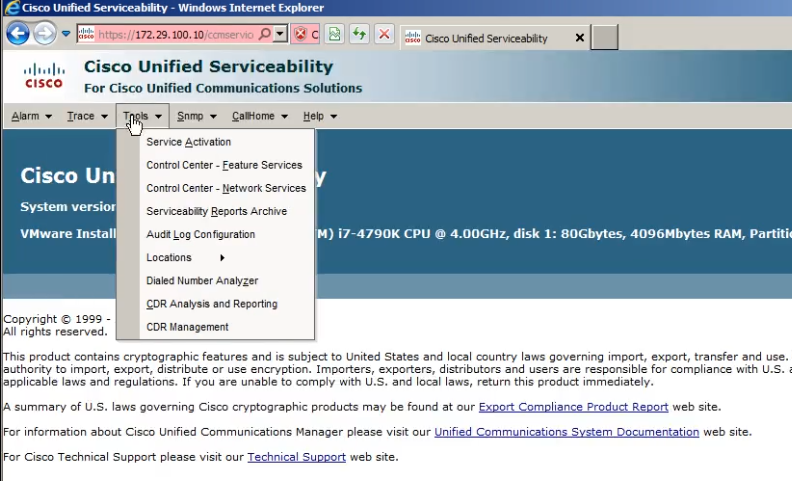 Cisco Unified Serviceability - Windows Internet Explorer
https://172.29.100.10/ccmservic
C
Cisco Unified Serviceability
CISCO
Cisco Unified Serviceability
For Cisco Unified Communications Solutions
Alarm Trace Tools Snmp CallHome Help
Service Activation
Control Center - Feature Services
Control Center - Network Services
Serviceability Reports Archive
Audit Log Configuration
Locations
Dialed Number Analyzer
CDR Analysis and Reporting
CDR Management
Cisco Un y
System version
VMware Install M) i7-4790K CPU @ 4.00GHz, disk 1: 80Gbytes, 4096Mbytes RAM, Partiti
Copyright © 1999 -
All rights reserved.
This product contains cryptographic features and is subject to United States and local country laws governing import, export, transfer and use.
authority to import, export, distribute or use encryption. Importers, exporters, distributors and users are responsible for compliance with U.S. a
applicable laws and regulations. If you are unable to comply with U.S. and local laws, return this product immediately.
A summary of U.S. laws governing Cisco cryptographic products may be found at our Export Compliance Product Report web site.
For information about Cisco Unified Communications Manager please visit our Unified Communications System Documentation web site.
For Cisco Technical Support please visit our Technical Support web site.